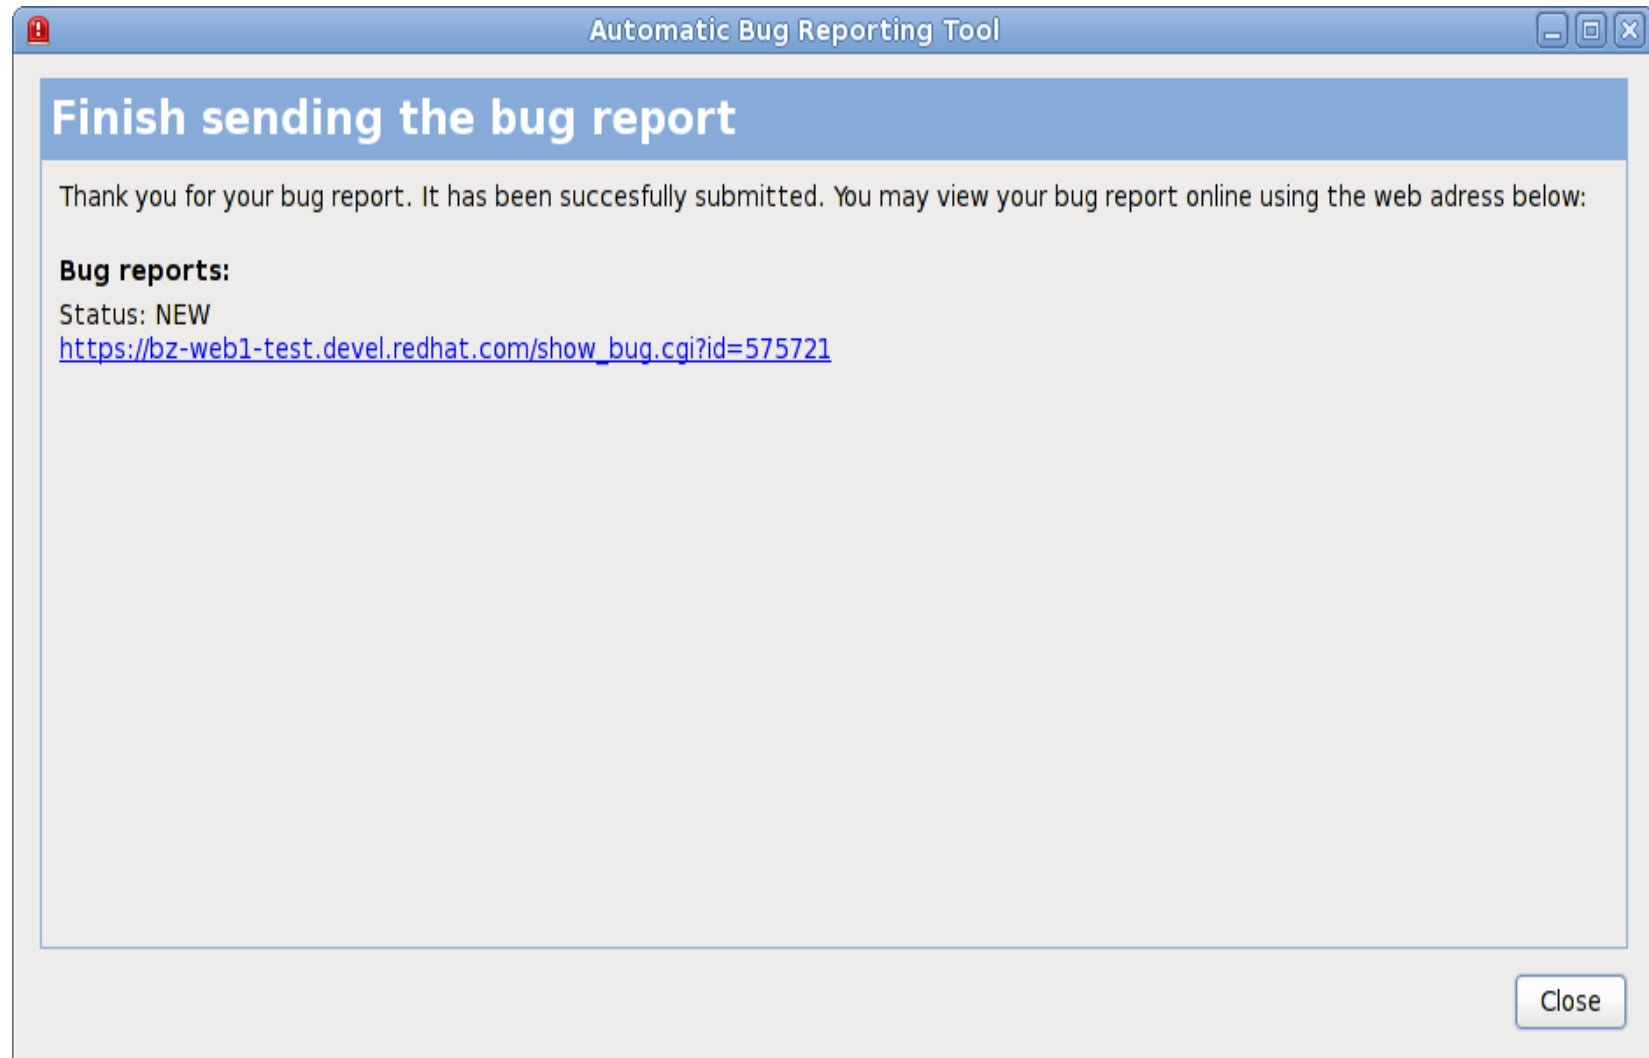 Automatic Bug Reporting Tool
Finish sending the bug report
Thank you for your bug report. It has been succesfully submitted. You may view your bug report online using the web adress below:
Bug reports:
Status: NEW
https://bz-web1-test.devel.redhat.com/show_bug.cgi?id=575721
Close